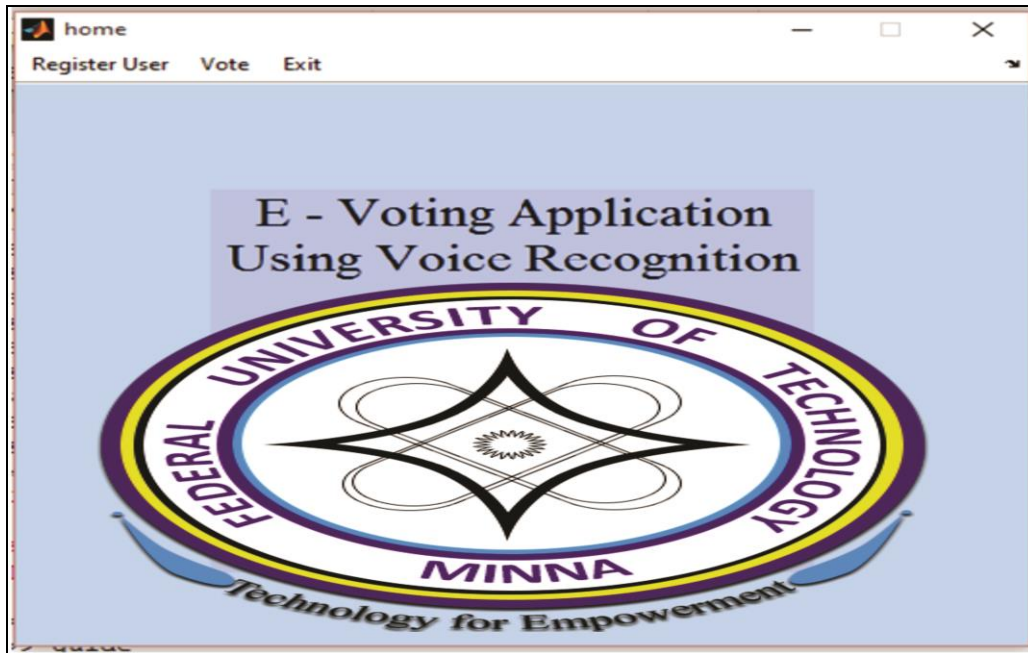 home
Register User Vote Exit
E - Voting Application
Using Voice Recognition
FEDERAL UNIVERSITY OF TECHNOLOGY
MINNA
Technology for Empowerment